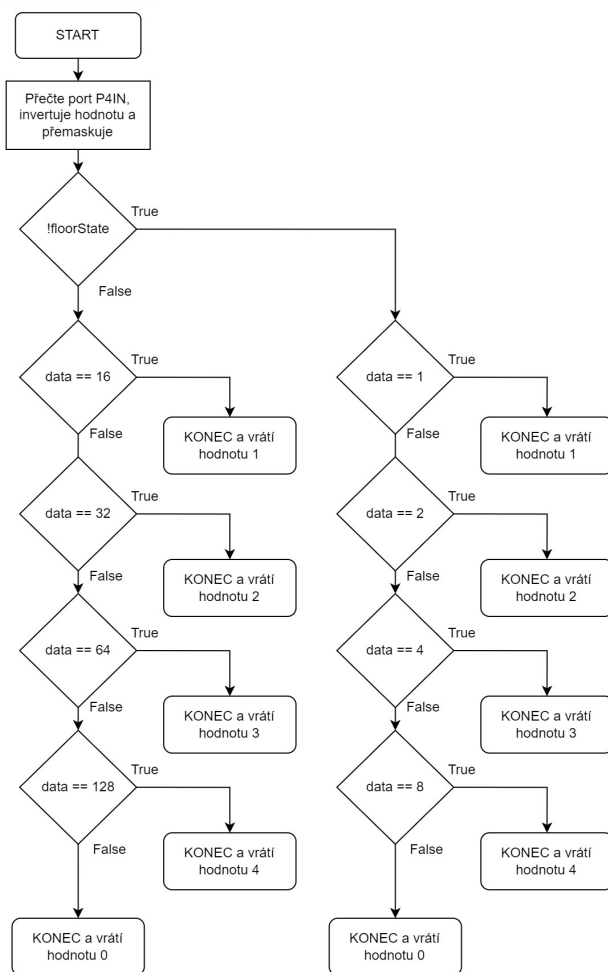 START
Přečte port P4IN,
invertuje hodnotu a
přemaskuje
!floorState
True
False
data == 16
True
False
KONEC a vrátí
hodnotu 1
data == 32
True
False
KONEC a vrátí
hodnotu 2
data == 64
True
False
KONEC a vrátí
hodnotu 3
data == 128
True
False
KONEC a vrátí
hodnotu 4
KONEC a vrátí
hodnotu 0
data == 1
True
False
KONEC a vrátí
hodnotu 1
data == 2
True
False
KONEC a vrátí
hodnotu 2
data == 4
True
False
KONEC a vrátí
hodnotu 3
data == 8
True
False
KONEC a vrátí
hodnotu 4
KONEC a vrátí
hodnotu 0